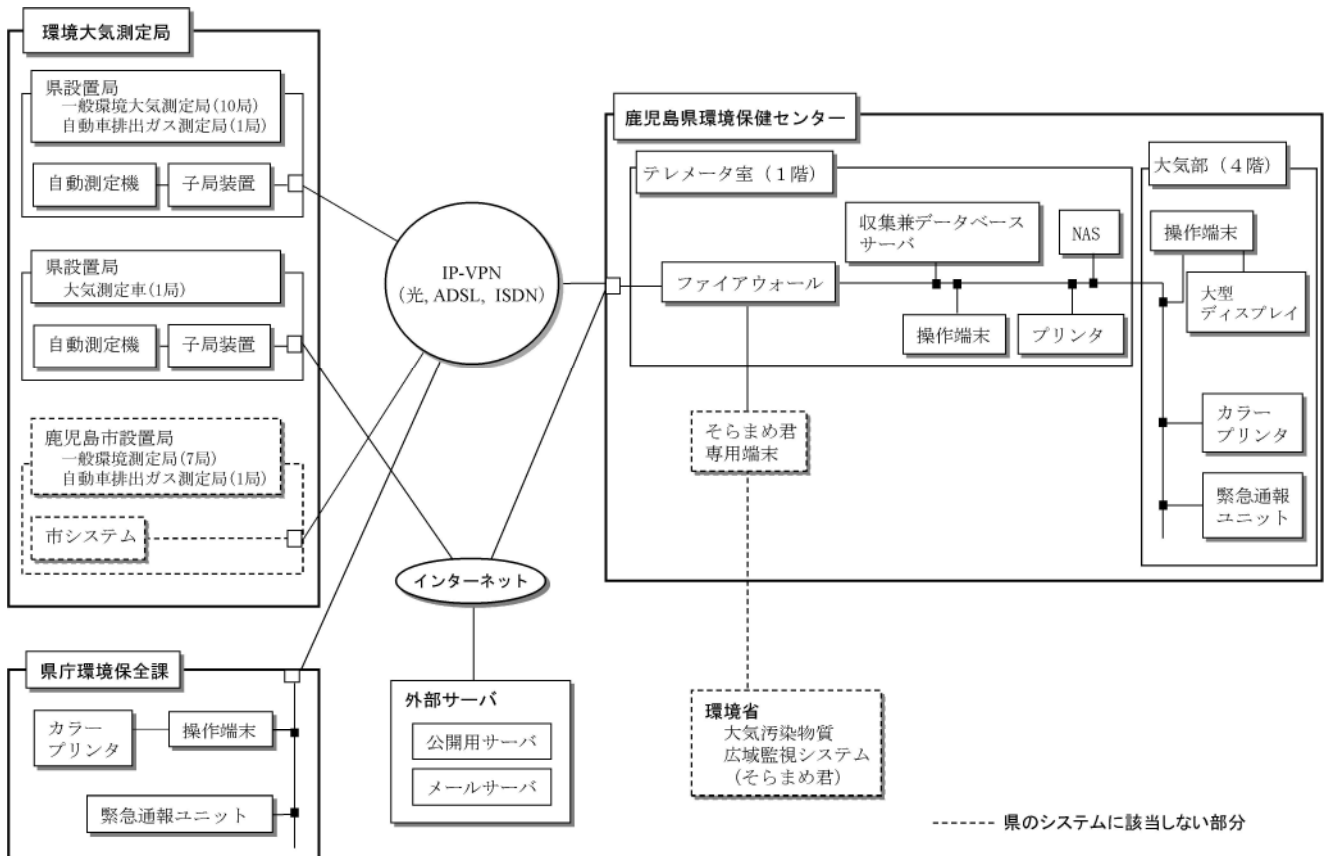 環境大気測定局
県設置局
一般環境大気測定局(10局)
自動車排出ガス測定局(1局)
自動測定機
子局装置
県設置局
大気測定車(1局)
自動測定機
子局装置
鹿児島市設置局
一般環境測定局(7局)
自動車排出ガス測定局(1局)
市システム
県庁環境保全課
カラー
プリンタ
操作端末
緊急通報ユニット
IP-VPN
(光, ADSL, ISDN)
インターネット
外部サーバ
公開用サーバ
メールサーバ
鹿児島県環境保健センター
テレメータ室（1階）
ファイアウォール
収集兼データベース
サーバ
NAS
操作端末
プリンタ
大気部（4階）
操作端末
大型
ディスプレイ
カラー
プリンタ
緊急通報
ユニット
そらまめ君
専用端末
環境省
大気汚染物質
広域監視システム
（そらまめ君）
県のシステムに該当しない部分